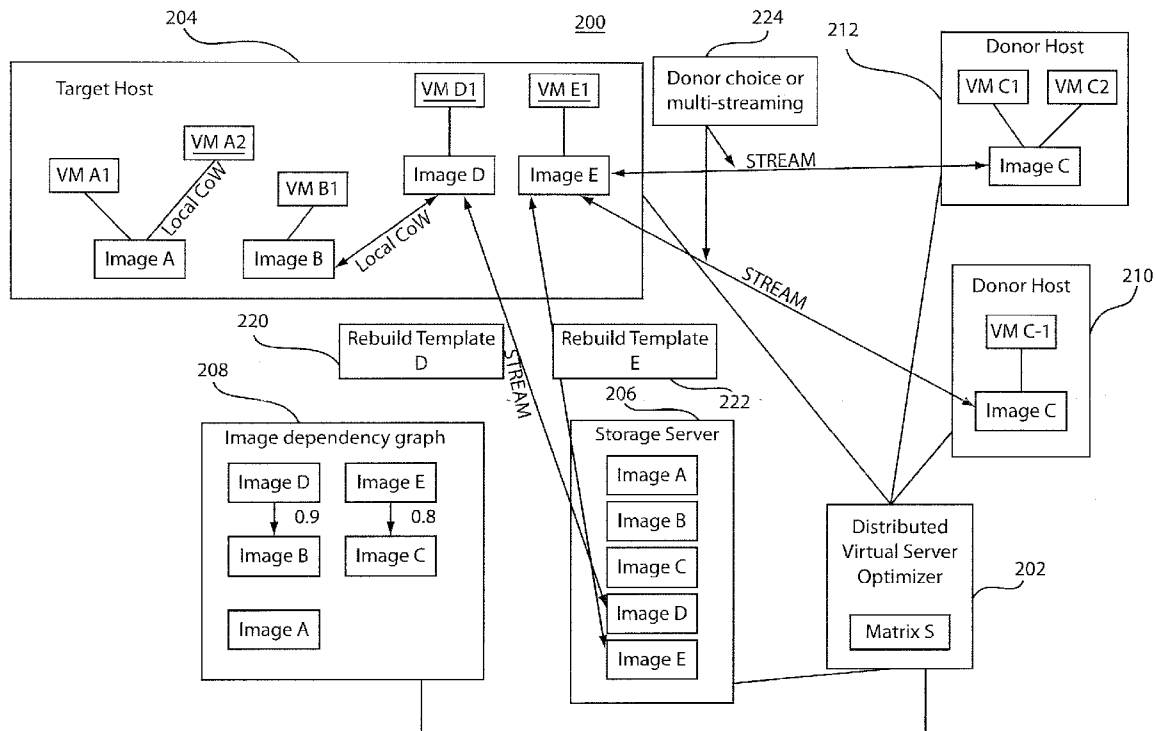 204
200
224
212
Target Host
VM D1
VM E1
Donor choice or
multi-streaming
Donor Host
VM C1
VM C2
VM A2
VM A1
Local CoW
VM B1
Image D
Image E
STREAM
Image C
Image A
Image B
Local CoW
STREAM
Donor Host
210
VM C-1
Image C
220
Rebuild Template
D
STREAM
Rebuild Template
E
222
208
206
Image dependency graph
Image D
Image E
0.9
0.8
Image B
Image C
Image A
Storage Server
Image A
Image B
Image C
Image D
Image E
Distributed
Virtual Server
Optimizer
202
Matrix S